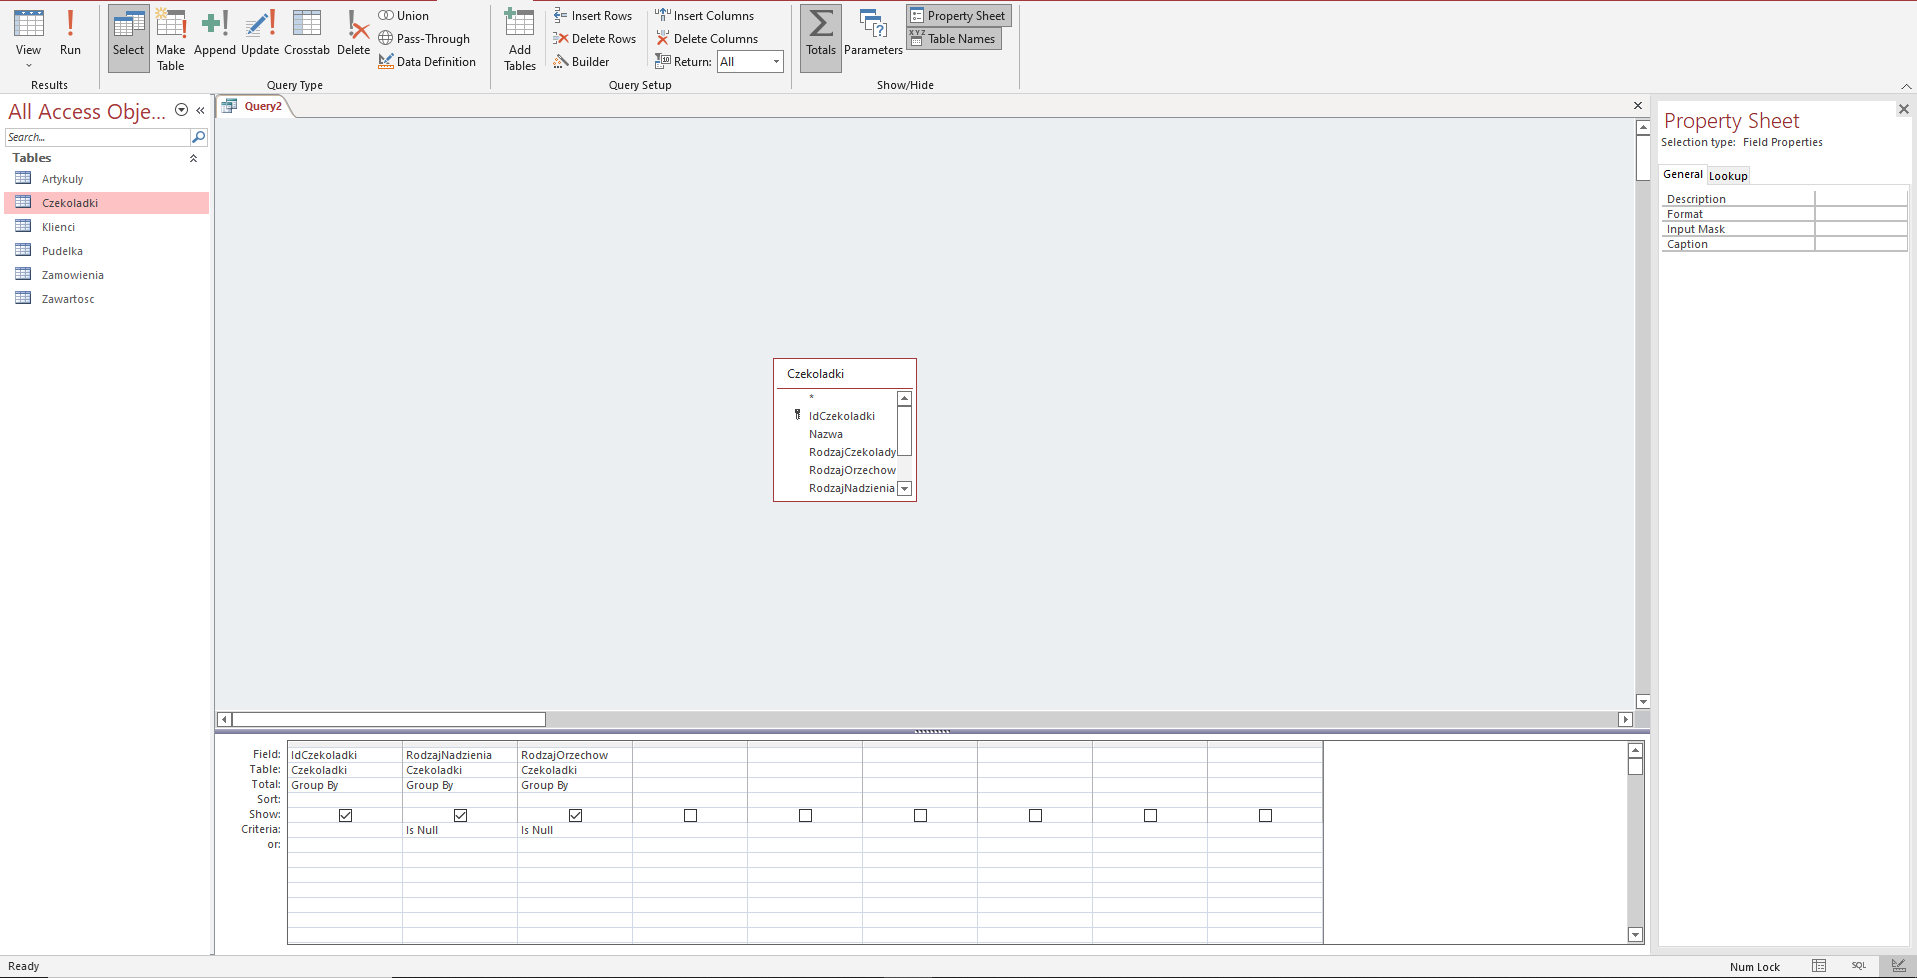 View
Run
Results
Select
Make Table
Append
Update
Crosstab
Delete
Union
Pass-Through
Data Definition
Query Type
Add Tables
Insert Rows
Delete Rows
Builder
Insert Columns
Delete Columns
Return: All
Query Setup
Totals
Parameters
Property Sheet
XYZ Table Names
Show/Hide
All Access Obje... «
Search...
Tables
Artykuly
Czekoladki
Klienci
Pudelka
Zamowienia
Zawartosc
Query2
Czekoladki
*
IdCzekoladki
Nazwa
RodzajCzekolady
RodzajOrzechow
RodzajNadzienia
Field: IdCzekoladki RodzajNadzienia RodzajOrzechow
Table: Czekoladki Czekoladki Czekoladki
Total: Group By Group By Group By
Sort:
Show:
Criteria: Is Null Is Null
or:
Property Sheet
Selection type: Field Properties
General Lookup
Description
Format
Input Mask
Caption
Ready
Num Lock
SQL